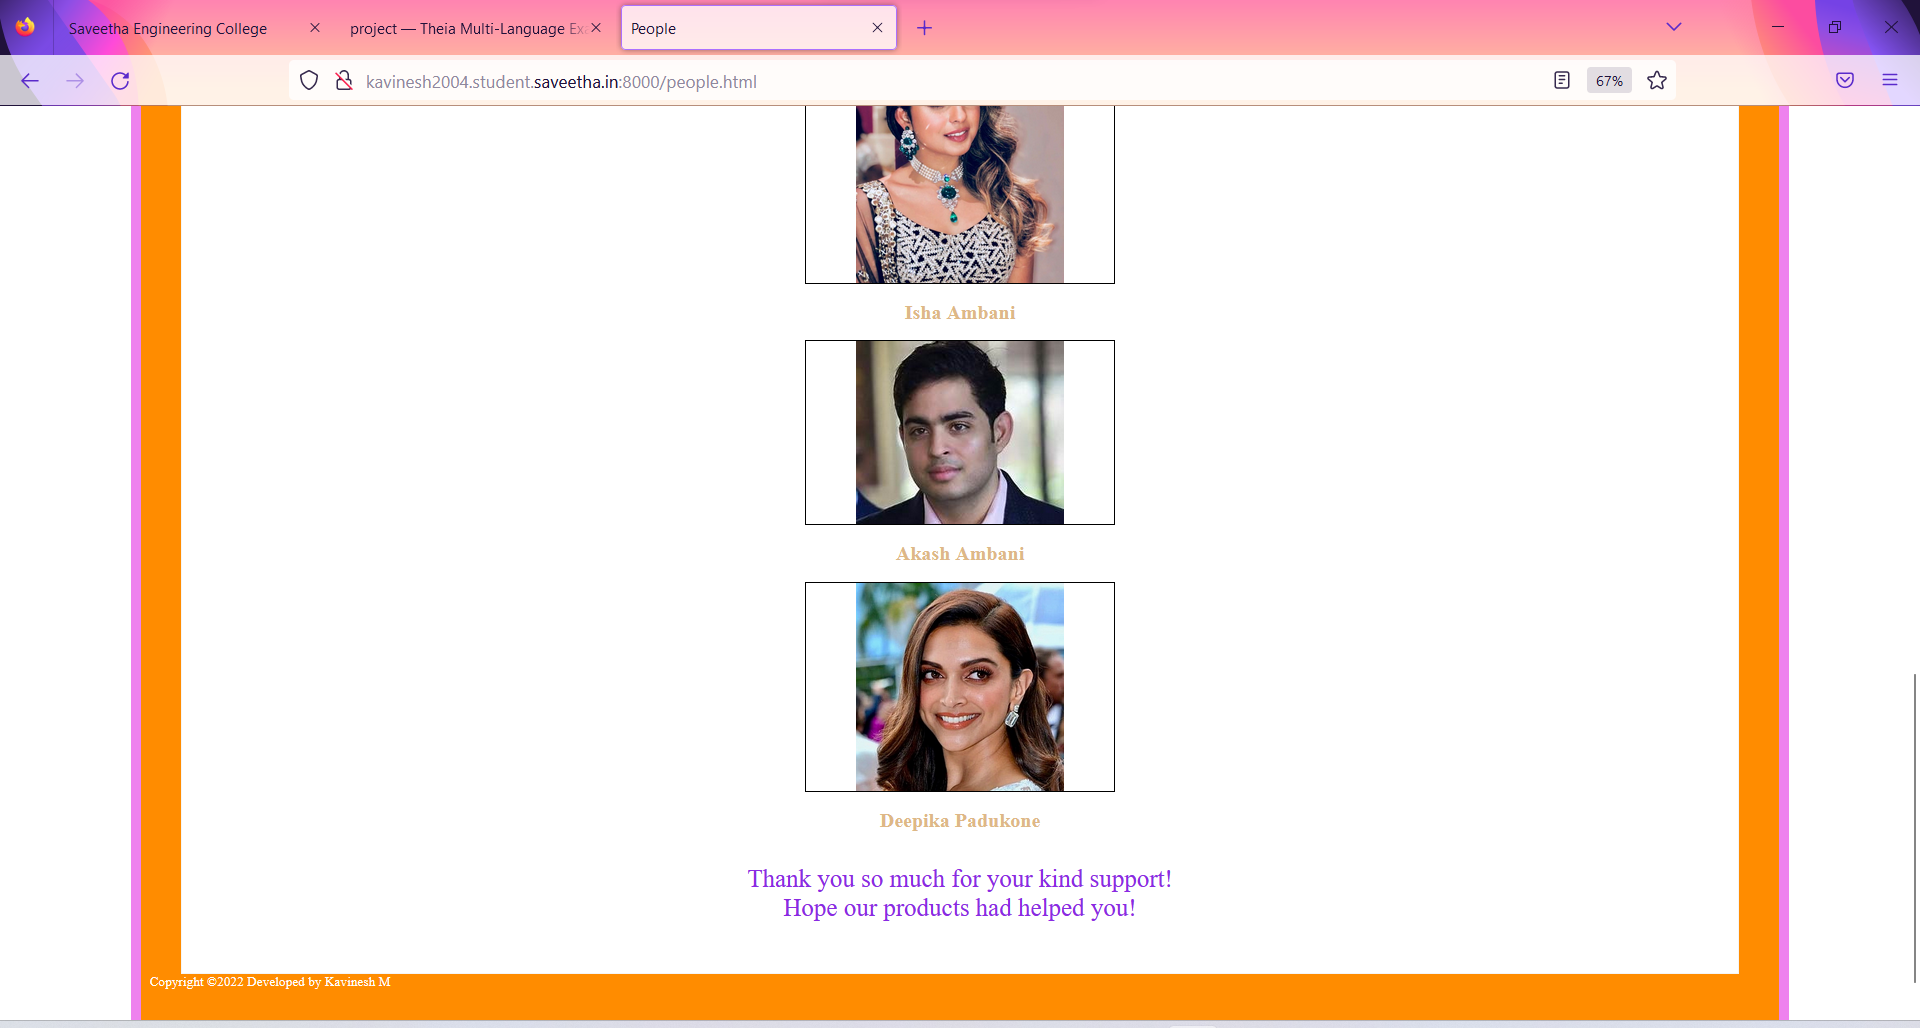 Saveetha Engineering College
project — Theia Multi-Language Ex
People
kavinesh2004.student.saveetha.in:8000/people.html
67%
Isha Ambani
Akash Ambani
Deepika Padukone
Thank you so much for your kind support!
Hope our products had helped you!
Copyright ©2022 Developed by Kavinesh M